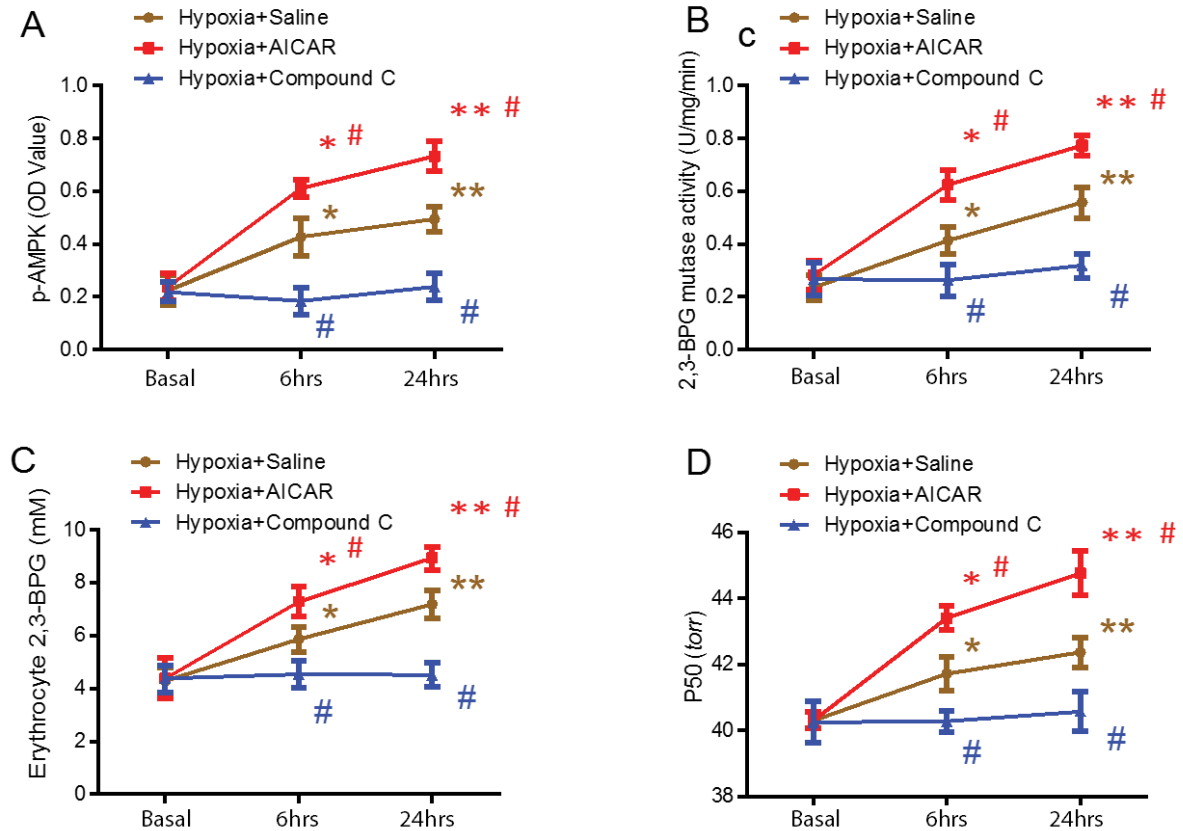 A
Hypoxia+Saline
Hypoxia+AICAR
Hypoxia+Compound C
p-AMPK (OD Value)
1.0
0.8
0.6
0.4
0.2
0.0
* #
** #
*
**
#
#
Basal 6hrs 24hrs
B
c
Hypoxia+Saline
Hypoxia+AICAR
Hypoxia+Compound C
2,3-BPG mutase activity (U/mg/min)
1.0
0.8
0.6
0.4
0.2
0.0
* #
** #
*
**
#
#
Basal 6hrs 24hrs
C
Hypoxia+Saline
Hypoxia+AICAR
Hypoxia+Compound C
Erythrocyte 2,3-BPG (mM)
10
8
6
4
2
0
* #
** #
*
**
#
#
Basal 6hrs 24hrs
D
Hypoxia+Saline
Hypoxia+AICAR
Hypoxia+Compound C
P50 (torr)
46
44
42
40
38
* #
** #
*
**
#
#
Basal 6hrs 24hrs